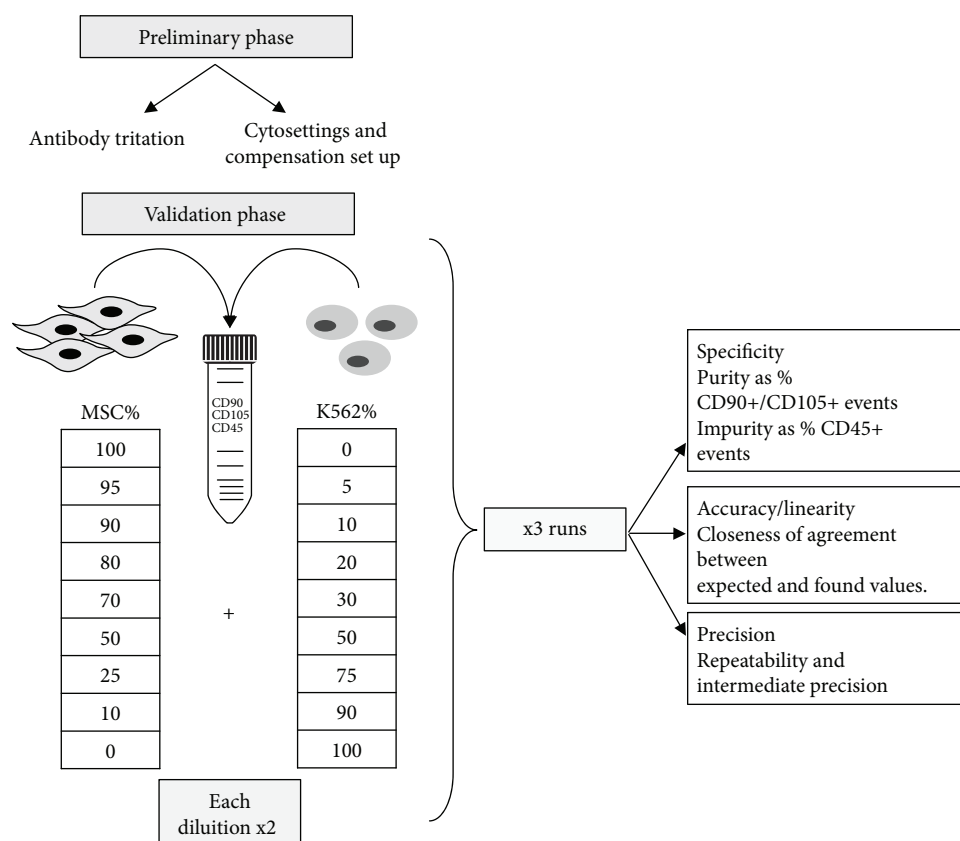 Preliminary phase
Antibody tritation
Cytosettings and
compensation set up
Validation phase
CD90
CD105
CD45
MSC%
100
95
90
80
70
50
25
10
0
+
K562%
0
5
10
20
30
50
75
90
100
Each
diluition x2
x3 runs
Specificity
Purity as %
CD90+/CD105+ events
Impurity as % CD45+
events
Accuracy/linearity
Closeness of agreement
between
expected and found values.
Precision
Repeatability and
intermediate precision